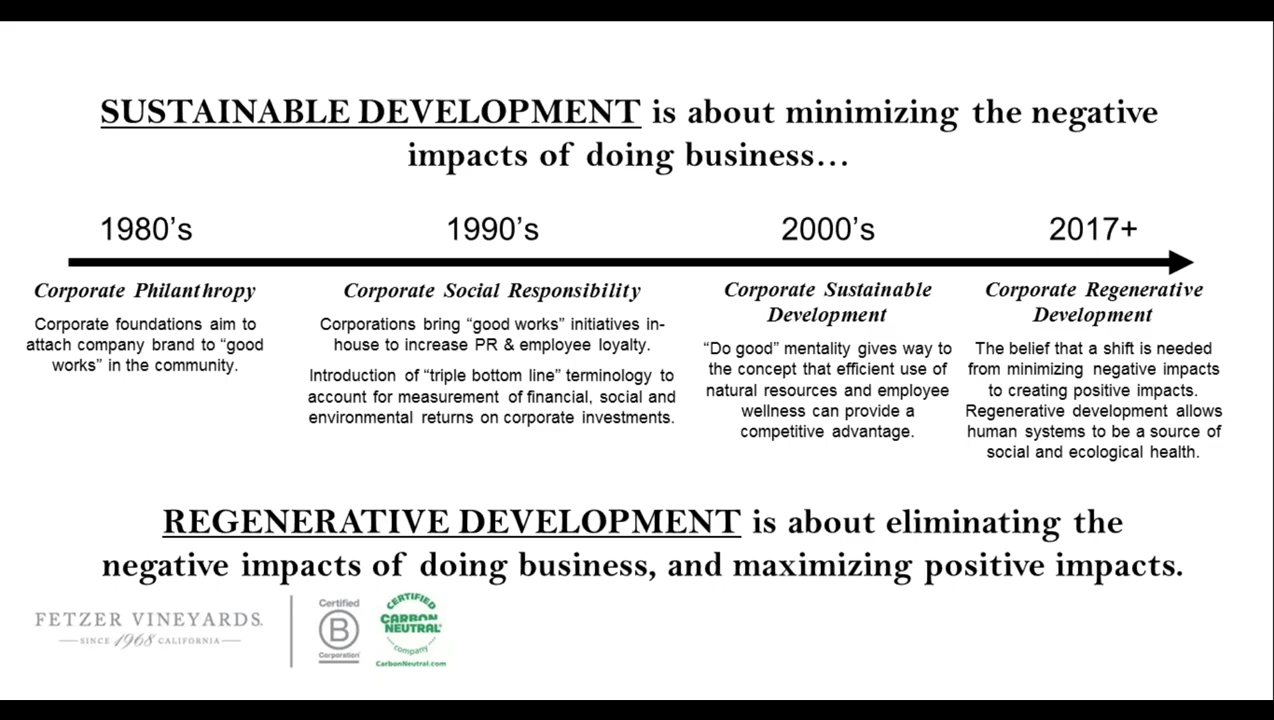 SUSTAINABLE DEVELOPMENT is about minimizing the negative
impacts of doing business…
1980’s
1990’s
2000’s
2017+
Corporate Philanthropy
Corporate foundations aim to
attach company brand to “good
works” in the community.
Corporate Social Responsibility
Corporations bring “good works” initiatives in-
house to increase PR & employee loyalty.
Introduction of “triple bottom line” terminology to
account for measurement of financial, social and
environmental returns on corporate investments.
Corporate Sustainable
Development
“Do good” mentality gives way to
the concept that efficient use of
natural resources and employee
wellness can provide a
competitive advantage.
Corporate Regenerative
Development
The belief that a shift is needed
from minimizing negative impacts
to creating positive impacts.
Regenerative development allows
human systems to be a source of
social and ecological health.
REGENERATIVE DEVELOPMENT is about eliminating the
negative impacts of doing business, and maximizing positive impacts.
FETZER VINEYARDS.
SINCE 1968 CALIFORNIA
Certified
B
Corporation
CERTIFIED
CARBON
NEUTRAL
company
CarbonNeutral.com